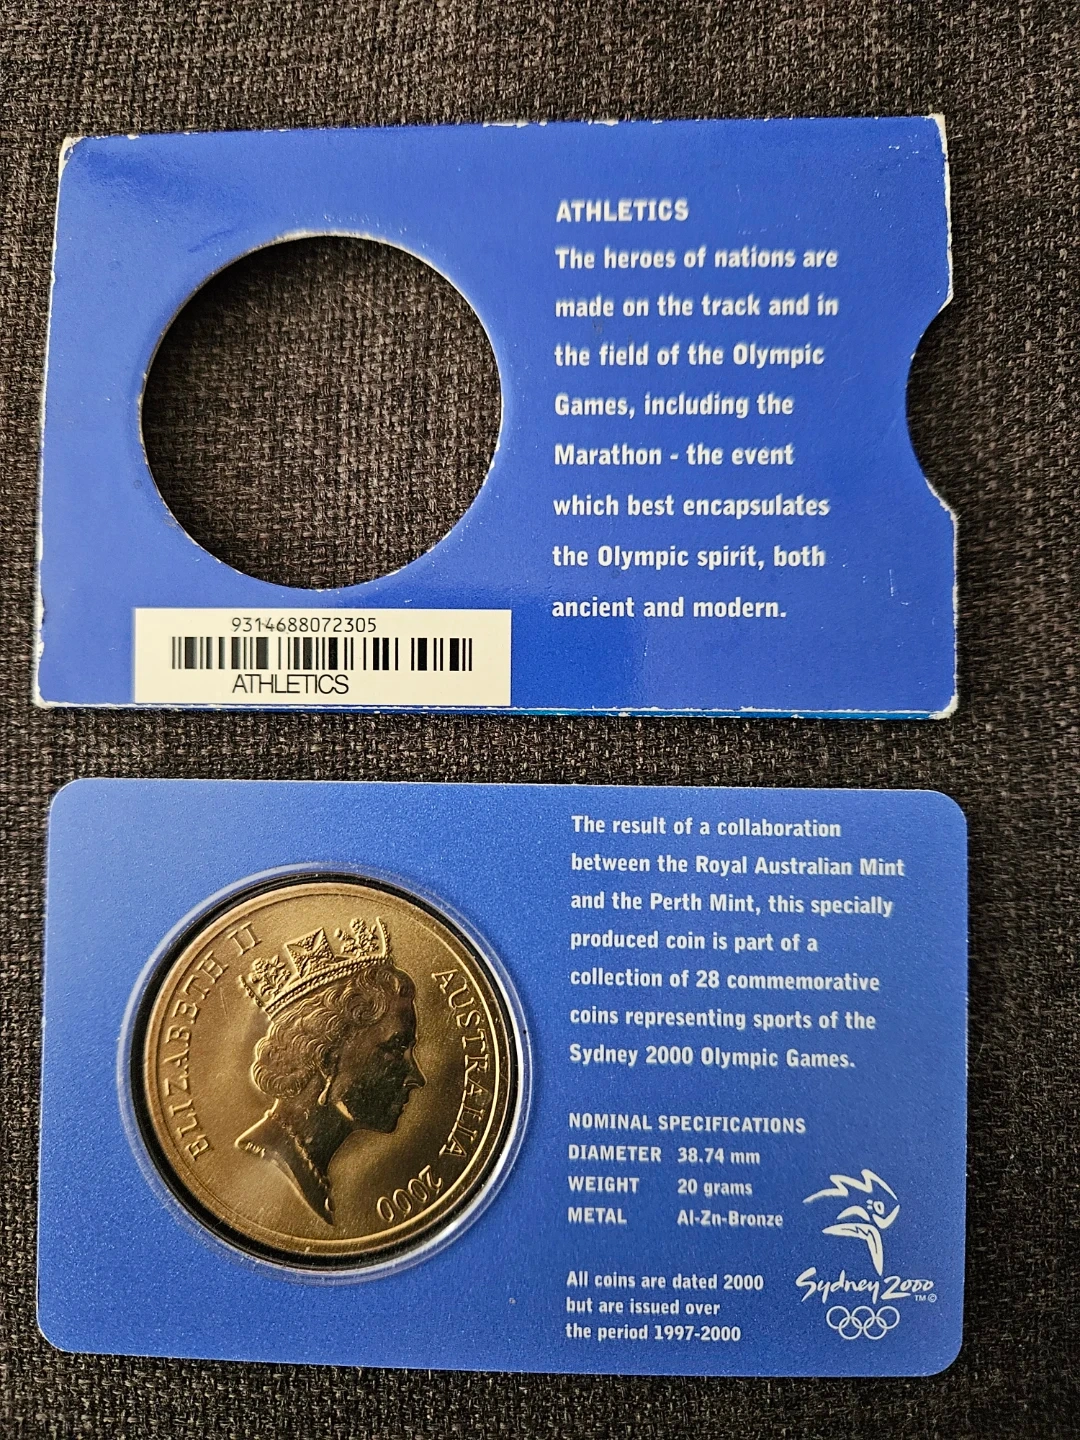 ATHLETICS
The heroes of nations are
made on the track and in
the field of the Olympic
Games, including the
Marathon - the event
which best encapsulates
the Olympic spirit, both
ancient and modern.
9314688072305
ATHLETICS
The result of a collaboration
between the Royal Australian Mint
and the Perth Mint, this specially
produced coin is part of a
collection of 28 commemorative
coins representing sports of the
Sydney 2000 Olympic Games.
NOMINAL SPECIFICATIONS
DIAMETER 38.74 mm
WEIGHT 20 grams
METAL Al-Zn-Bronze
All coins are dated 2000
but are issued over
the period 1997-2000
Sydney 2000
TM ©
ELIZABETH II
AUSTRALIA 2000